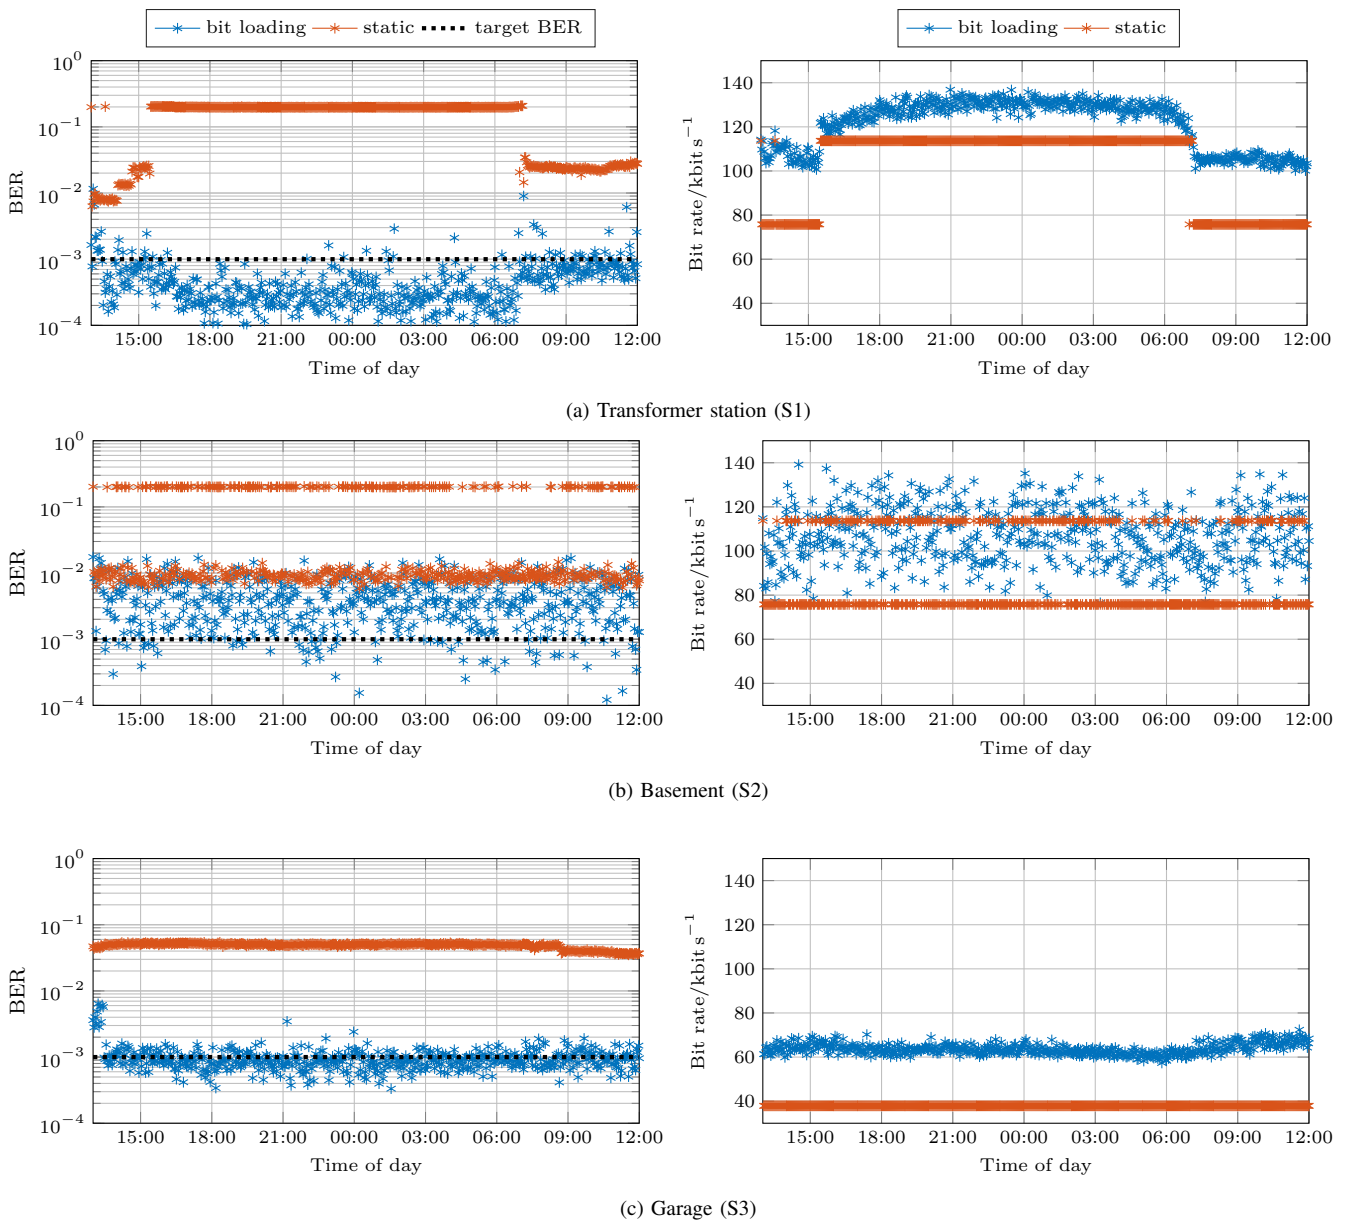 bit loading static target BER
bit loading static
10^0
10^−1
10^−2
10^−3
10^−4
BER
15:00 18:00 21:00 00:00 03:00 06:00 09:00 12:00
Time of day
140
120
100
80
60
40
Bit rate/kbit s^−1
15:00 18:00 21:00 00:00 03:00 06:00 09:00 12:00
Time of day
(a) Transformer station (S1)
10^0
10^−1
10^−2
10^−3
10^−4
BER
15:00 18:00 21:00 00:00 03:00 06:00 09:00 12:00
Time of day
140
120
100
80
60
40
Bit rate/kbit s^−1
15:00 18:00 21:00 00:00 03:00 06:00 09:00 12:00
Time of day
(b) Basement (S2)
10^0
10^−1
10^−2
10^−3
10^−4
BER
15:00 18:00 21:00 00:00 03:00 06:00 09:00 12:00
Time of day
140
120
100
80
60
40
Bit rate/kbit s^−1
15:00 18:00 21:00 00:00 03:00 06:00 09:00 12:00
Time of day
(c) Garage (S3)